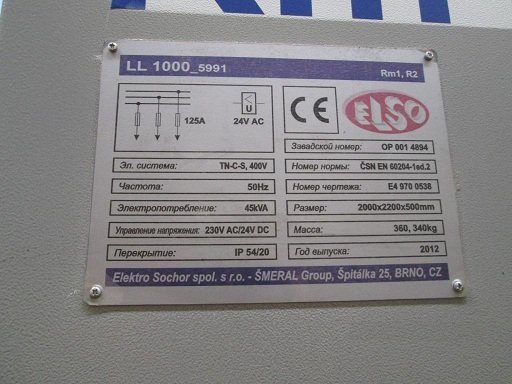 LL 1000_5991
Rm1, R2
125A
U
24V AC
CE
ELSO
Ззвадской номер: OP 001 4894
Эл. система: TN-C-S, 400V
Номер нормы: ČSN EN 60204-1ed.2
Частота: 50Hz
Номер чертежа: E4 970 0538
Электропотребление: 45kVA
Размер: 2000x2200x500mm
Управление напряжения: 230V AC/24V DC
Масса: 360, 340kg
Перекрытие: IP 54/20
Год выпуска: 2012
Elektro Sochor spol. s r.o. - ŠMERAL Group, Špitálka 25, BRNO, CZ